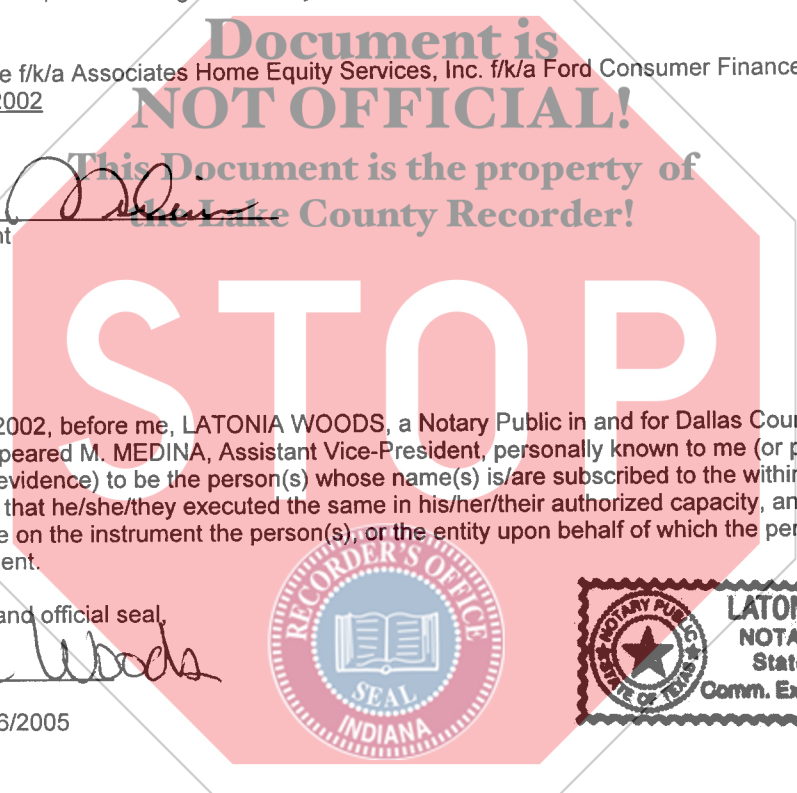 Document is
e f/k/a Associates Home Equity Services, Inc. f/k/a Ford Consumer Finance
2002
NOT OFFICIAL!
This Document is the property of
the Lake County Recorder!
nt
STOP
2002, before me, LATONIA WOODS, a Notary Public in and for Dallas Coun
peared M. MEDINA, Assistant Vice-President, personally known to me (or p
evidence) to be the person(s) whose name(s) is/are subscribed to the within
that he/she/they executed the same in his/her/their authorized capacity, an
e on the instrument the person(s), or the entity upon behalf of which the per
ent.
and official seal,
Woods
6/2005
RECORDER'S OFFICE
SEAL
INDIANA
NOTARY PUBLIC
STATE OF TEXAS
LATON
NOTA
State
Comm. Ex